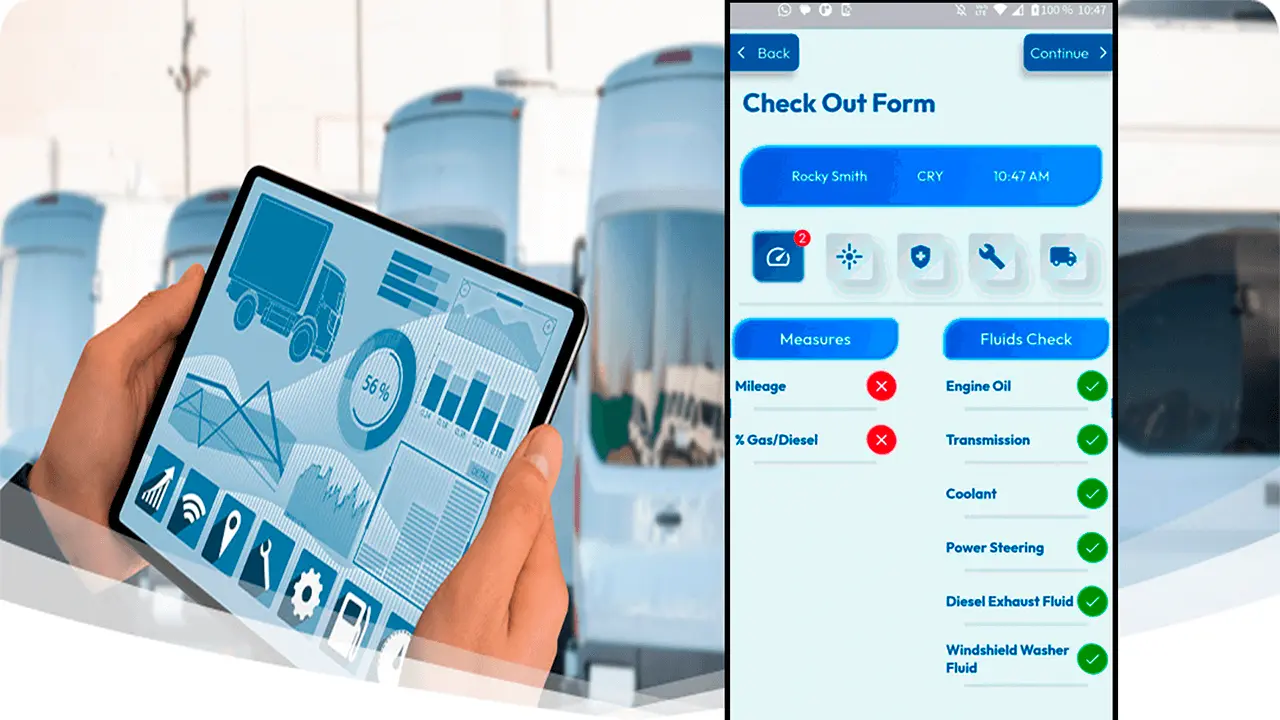 100 % 10:47
Back
Continue
Check Out Form
Rocky Smith CRY 10:47 AM
2
Measures
Fluids Check
Mileage
Engine Oil
% Gas/Diesel
Transmission
Coolant
Power Steering
Diesel Exhaust Fluid
Windshield Washer
Fluid
56 %